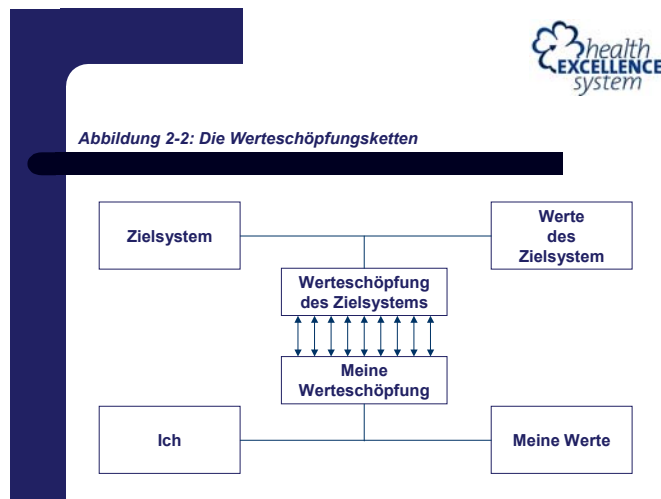 health
EXCELLENCE
system
Abbildung 2-2: Die Werteschöpfungsketten
Zielsystem
Werte
des
Zielsystem
Werteschöpfung
des Zielsystems
Meine
Werteschöpfung
Ich
Meine Werte